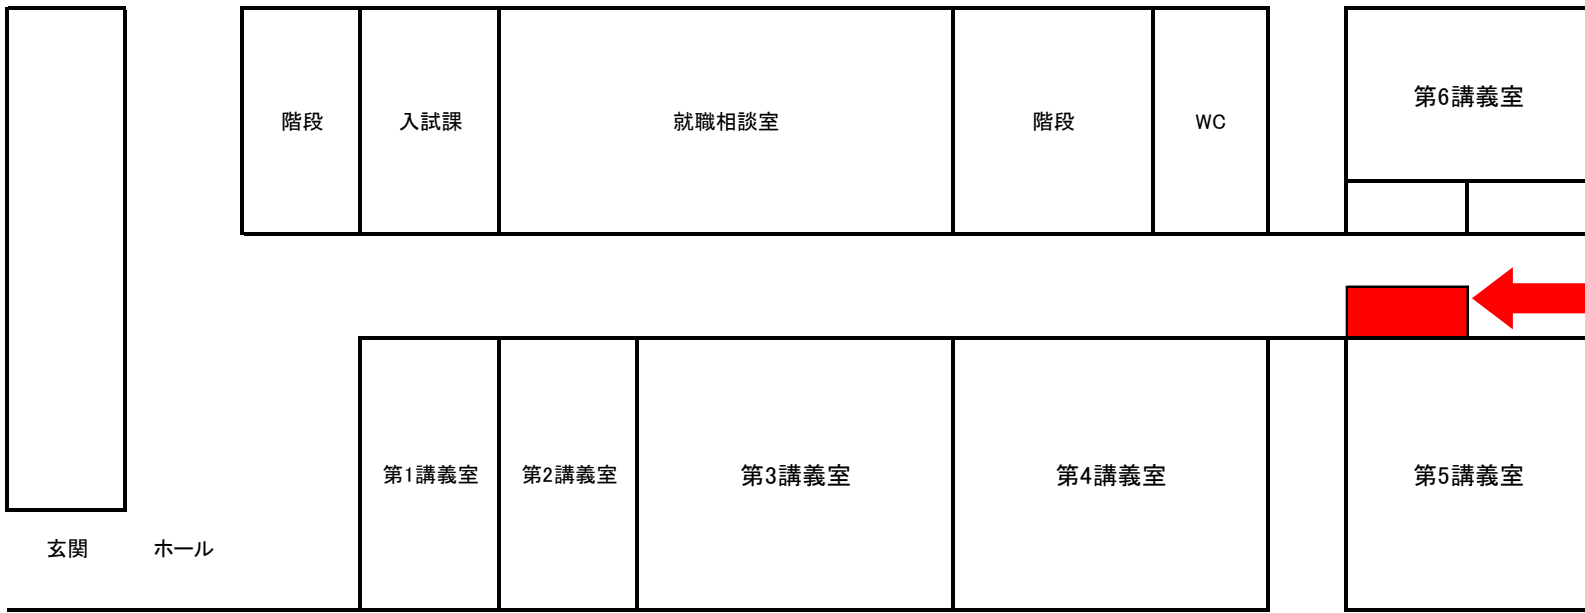 第6講義室
階段
入試課
就職相談室
階段
WC
第1講義室
第2講義室
第3講義室
第4講義室
第5講義室
玄関
ホール